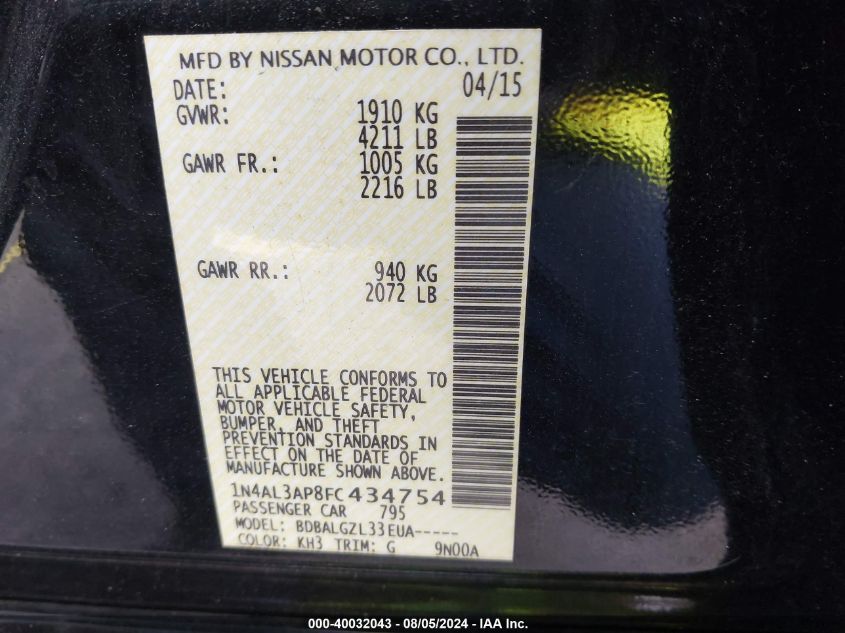 MFD BY NISSAN MOTOR CO., LTD.
DATE: 04/15
GVWR: 1910 KG
4211 LB
GAWR FR.: 1005 KG
2216 LB
GAWR RR.: 940 KG
2072 LB
THIS VEHICLE CONFORMS TO
ALL APPLICABLE FEDERAL
MOTOR VEHICLE SAFETY,
BUMPER, AND THEFT
PREVENTION STANDARDS IN
EFFECT ON THE DATE OF
MANUFACTURE SHOWN ABOVE.
1N4AL3AP8FC434754
PASSENGER CAR 795
MODEL: BDBALGZL33EUA-----
COLOR: KH3 TRIM: G 9N00A
000-40032043 - 08/05/2024 - IAA Inc.